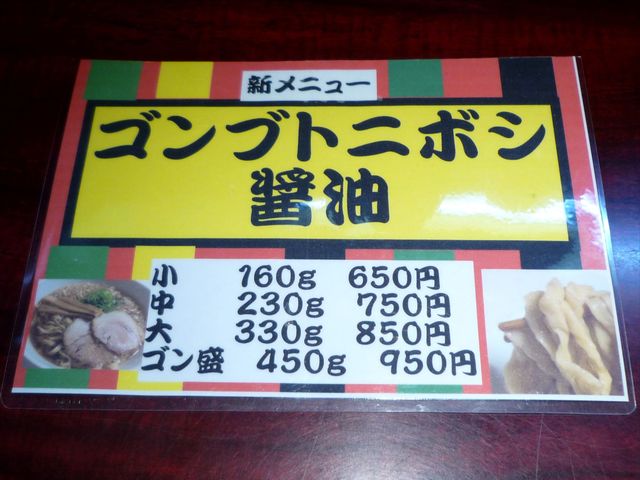 新メニュー
ゴンブトニボシ
醤油
小 160g 650円
中 230g 750円
大 330g 850円
ゴン盛 450g 950円